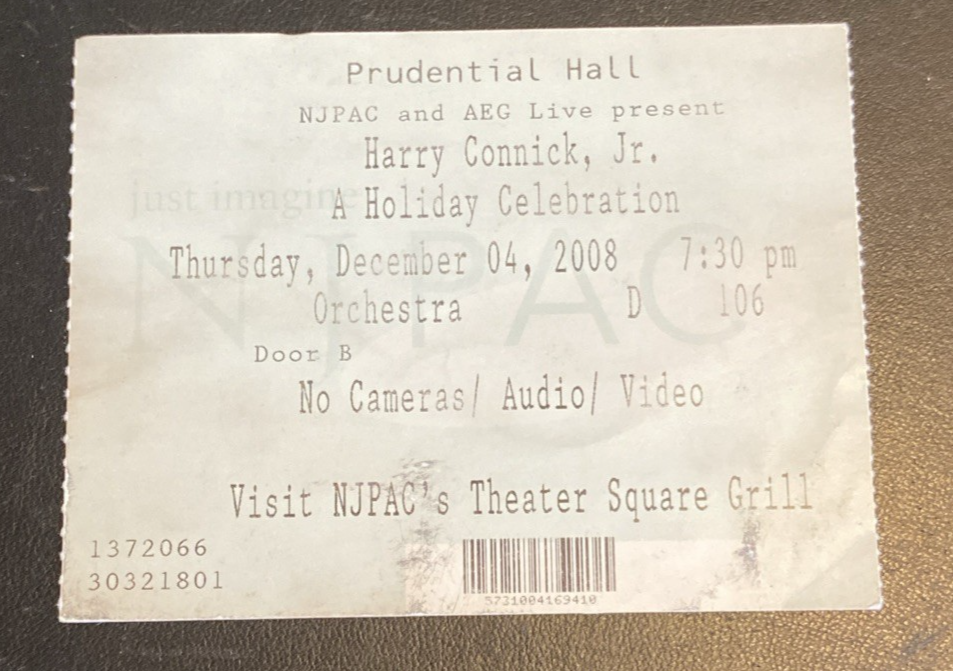 Prudential Hall
NJPAC and AEG Live present
Harry Connick, Jr.
just imagine
A Holiday Celebration
NJPAC
Thursday, December 04, 2008 7:30 pm
Orchestra D 106
Door B
No Cameras/ Audio/ Video
Visit NJPAC's Theater Square Grill
1372066
30321801
5731004169410